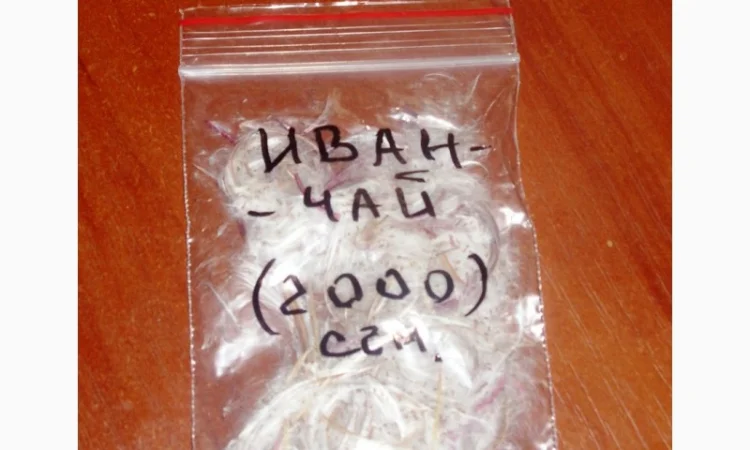 ИВАН-
-ЧАЙ
(2000)
сем.